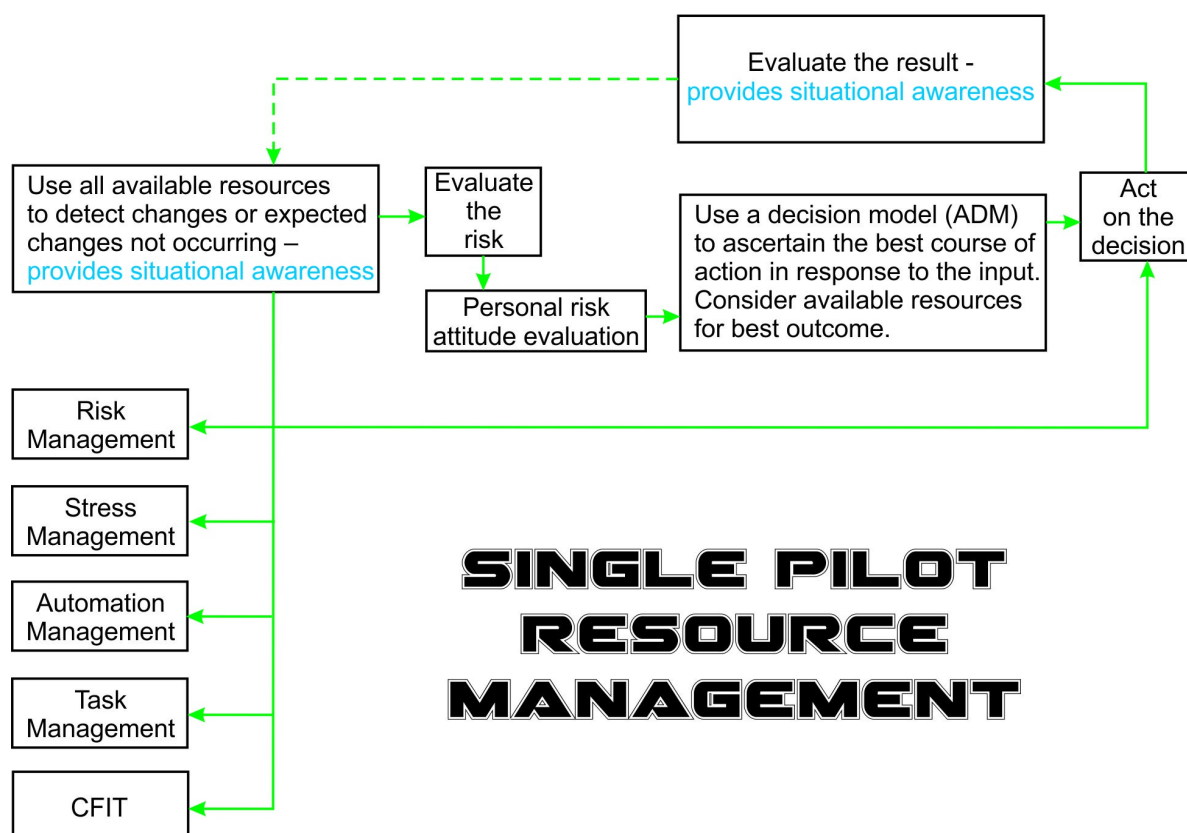 Evaluate the result -
provides situational awareness
Use all available resources
to detect changes or expected
changes not occurring –
provides situational awareness
Evaluate
the
risk
Personal risk
attitude evaluation
Use a decision model (ADM)
to ascertain the best course of
action in response to the input.
Consider available resources
for best outcome.
Act
on the
decision
Risk
Management
Stress
Management
Automation
Management
Task
Management
CFIT
SINGLE PILOT
RESOURCE
MANAGEMENT